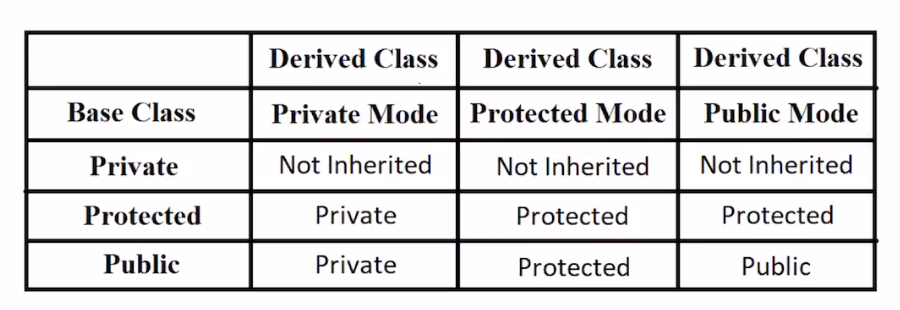 Derived Class Derived Class Derived Class
Base Class Private Mode Protected Mode Public Mode
Private Not Inherited Not Inherited Not Inherited
Protected Private Protected Protected
Public Private Protected Public